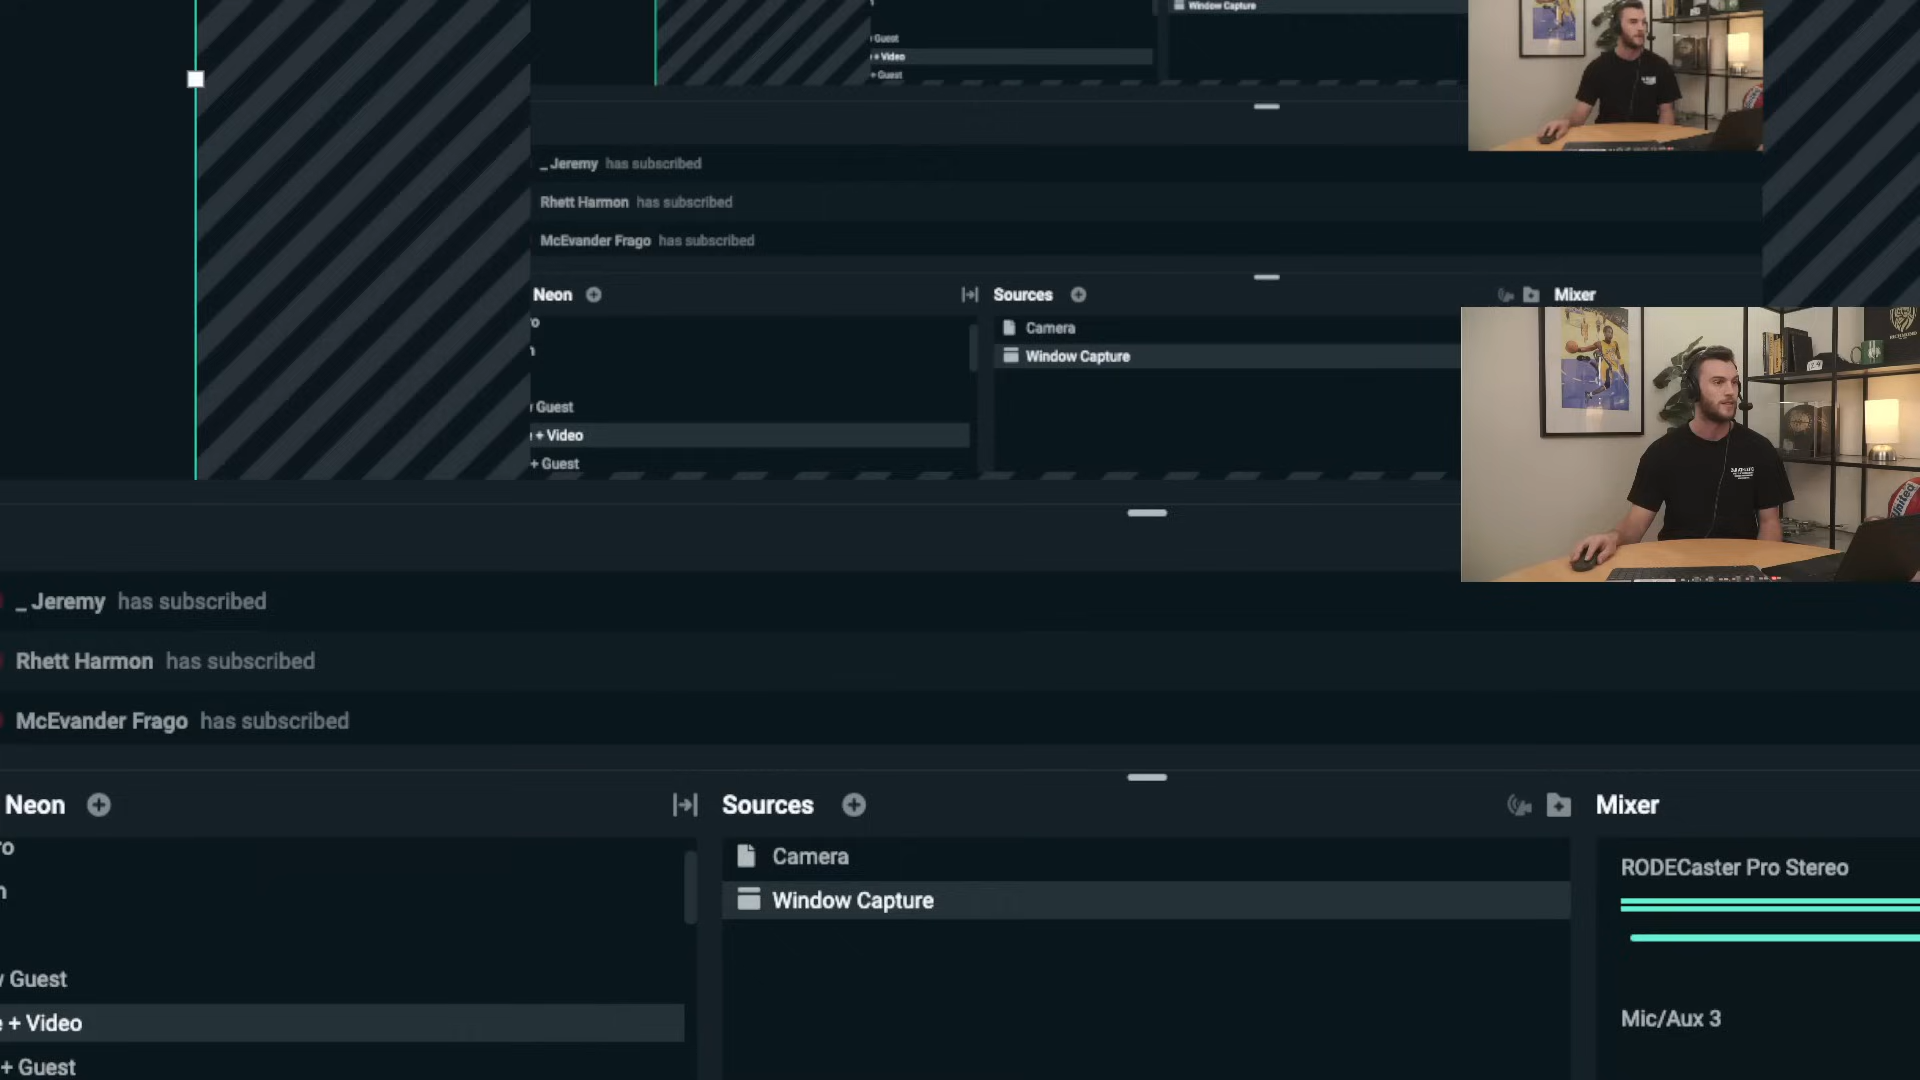 Window Capture
Guest
+ Video
+ Guest
_ Jeremy has subscribed
Rhett Harmon has subscribed
McEvander Frago has subscribed
Neon
Sources
Mixer
Camera
Window Capture
Guest
+ Video
+ Guest
United
_ Jeremy has subscribed
Rhett Harmon has subscribed
McEvander Frago has subscribed
Neon
Sources
Mixer
Camera
Window Capture
RODECaster Pro Stereo
Guest
+ Video
Mic/Aux 3
+ Guest